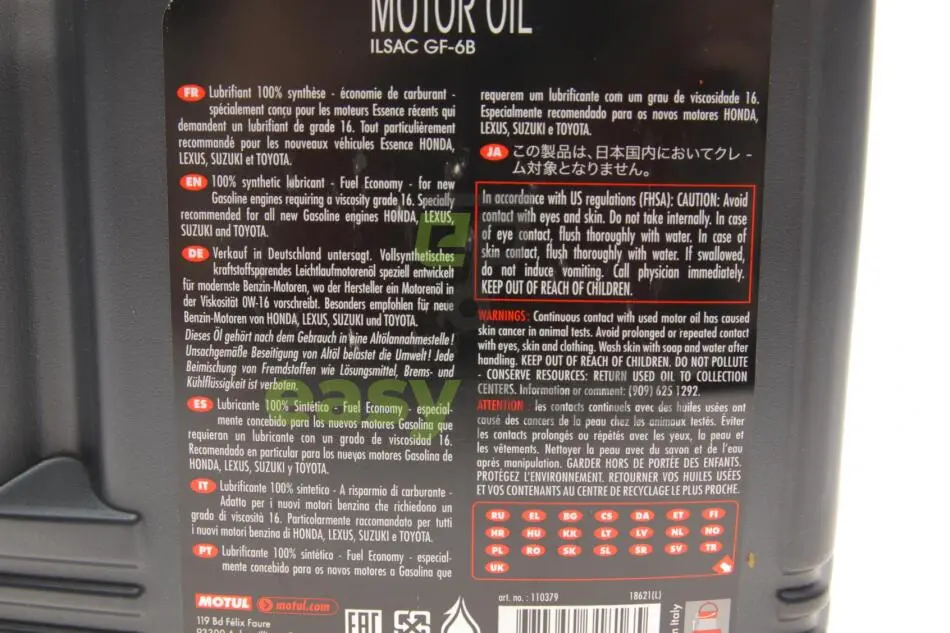 MOTOR OIL
ILSAC GF-6B
FR Lubrifiant 100% synthèse - économie de carburant -
spécialement conçu pour les moteurs Essence récents qui
demandent un lubrifiant de grade 16. Tout particulièrement
recommandé pour les nouveaux véhicules Essence HONDA,
LEXUS, SUZUKI et TOYOTA.
EN 100% synthetic lubricant - Fuel Economy - for new
Gasoline engines requiring a viscosity grade 16. Specially
recommended for all new Gasoline engines HONDA, LEXUS,
SUZUKI and TOYOTA.
DE Verkauf in Deutschland untersagt. Vollsynthetisches
kraftstoffsparendes Leichtlaufmotorenöl speziell entwickelt
für modernste Benzin-Motoren, wo der Hersteller ein Motorenöl in
der Viskosität 0W-16 vorschreibt. Besonders empfohlen für neue
Benzin-Motoren von HONDA, LEXUS, SUZUKI und TOYOTA.
Dieses Öl gehört nach dem Gebrauch in eine Altölannahmestelle!
Unsachgemäße Beseitigung von Altöl belastet die Umwelt! Jede
Beimischung von Fremdstoffen wie Lösungsmittel, Brems- und
Kühlflüssigkeit ist verboten.
ES Lubricante 100% Sintético - Fuel Economy - especial-
mente concebido para los nuevos motores Gasolina que
requieran un lubricante con un grado de viscosidad 16.
Recomendado en particular para los nuevos motores Gasolina de
HONDA, LEXUS, SUZUKI y TOYOTA.
IT Lubrificante 100% sintetico - A risparmio di carburante -
Adatto per i nuovi motori benzina che richiedono un
grado di viscosità 16. Particolarmente raccomandato per tutti
i nuovi motori benzina di HONDA, LEXUS, SUZUKI e TOYOTA.
PT Lubrificante 100% sintético - Fuel Economy - especial-
mente concebido para os novos motores a Gasolina que
MOTUL motul.com
119 Bd Félix Faure
requerem um lubrificante com um grau de viscosidade 16.
Especialmente recomendado para os novos motores HONDA,
LEXUS, SUZUKI e TOYOTA.
JA この製品は、日本国内においてクレ－
ム対象となりません。
In accordance with US regulations (FHSA): CAUTION: Avoid
contact with eyes and skin. Do not take internally. In case
of eye contact, flush thoroughly with water. In case of
skin contact, flush thoroughly with water. If swallowed,
do not induce vomiting. Call physician immediately.
KEEP OUT OF REACH OF CHILDREN.
WARNINGS: Continuous contact with used motor oil has caused
skin cancer in animal tests. Avoid prolonged or repeated contact
with eyes, skin and clothing. Wash skin with soap and water after
handling. KEEP OUT OF REACH OF CHILDREN. DO NOT POLLUTE
- CONSERVE RESOURCES: RETURN USED OIL TO COLLECTION
CENTERS. Information or comment: (909) 625 1292.
ATTENTION : les contacts continuels avec des huiles usées ont
causé des cancers de la peau chez les animaux testés. Eviter
les contacts prolongés ou répétés avec les yeux, la peau et
les vêtements. Nettoyer la peau avec du savon et de l'eau
après manipulation. GARDER HORS DE PORTÉE DES ENFANTS.
PROTÉGEZ L'ENVIRONNEMENT. RETOURNER VOS HUILES USÉES
ET VOS CONTENANTS AU CENTRE DE RECYCLAGE LE PLUS PROCHE.
RU EL BG CS DA ET FI
HR HU KK LT LV NL NO
PL RO SK SL SR SV TR
UK
art. no. : 110379 18621(L)
EAC
n Italy
easy